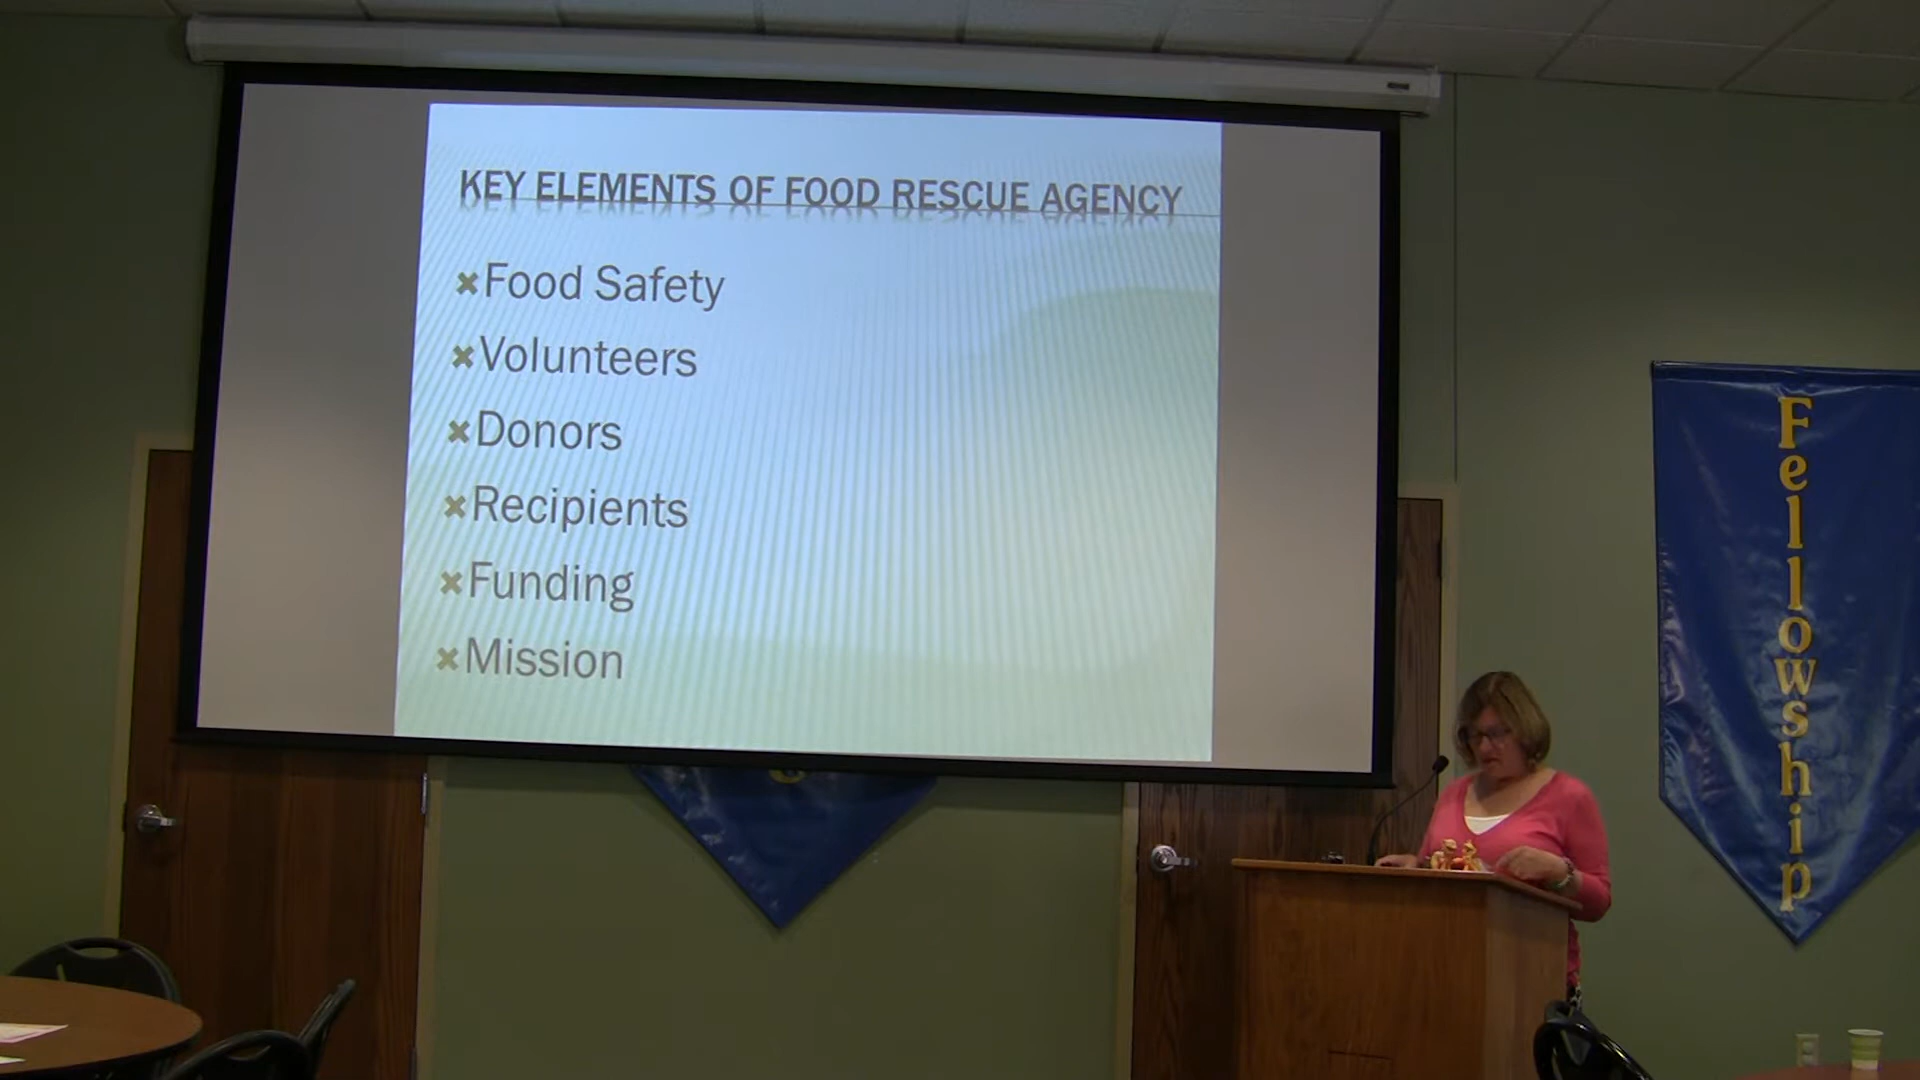 KEY ELEMENTS OF FOOD RESCUE AGENCY
Food Safety
Volunteers
Donors
Recipients
Funding
Mission
Fellowship